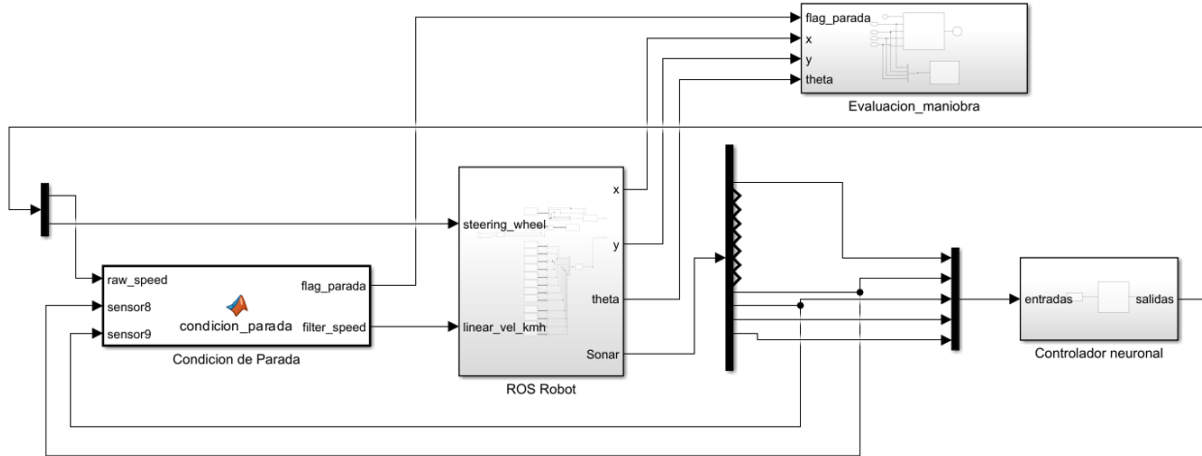 flag_parada
x
y
theta
Evaluacion_maniobra
raw_speed
sensor8
sensor9
flag_parada
filter_speed
condicion_parada
Condicion de Parada
steering_wheel
linear_vel_kmh
x
y
theta
Sonar
ROS Robot
entradas
salidas
Controlador neuronal